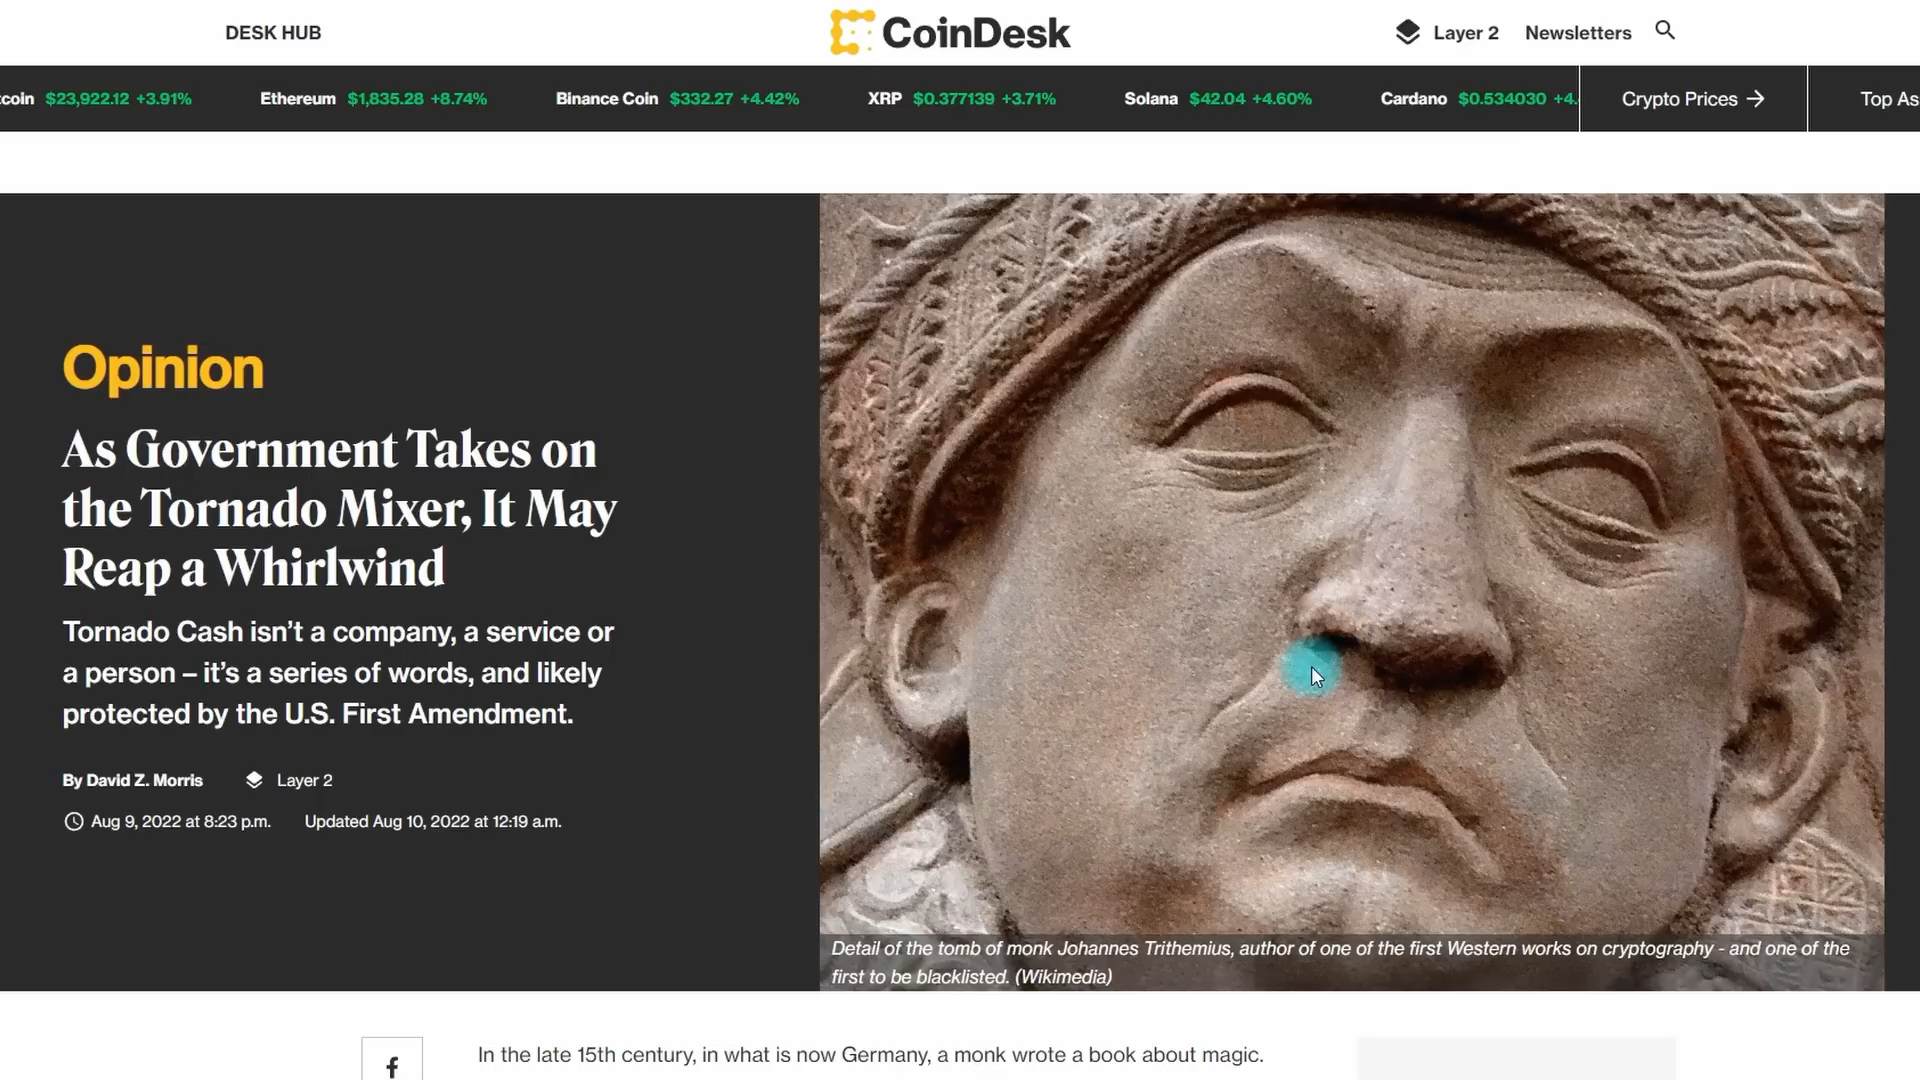 DESK HUB
CoinDesk
Layer 2
Newsletters
coin $23,922.12 +3.91%
Ethereum $1,835.28 +8.74%
Binance Coin $332.27 +4.42%
XRP $0.377139 +3.71%
Solana $42.04 +4.60%
Cardano $0.534030 +4.
Crypto Prices →
Top As
Opinion
As Government Takes on
the Tornado Mixer, It May
Reap a Whirlwind
Tornado Cash isn’t a company, a service or
a person – it’s a series of words, and likely
protected by the U.S. First Amendment.
By David Z. Morris
Layer 2
Aug 9, 2022 at 8:23 p.m.
Updated Aug 10, 2022 at 12:19 a.m.
Detail of the tomb of monk Johannes Trithemius, author of one of the first Western works on cryptography - and one of the
first to be blacklisted. (Wikimedia)
f
In the late 15th century, in what is now Germany, a monk wrote a book about magic.